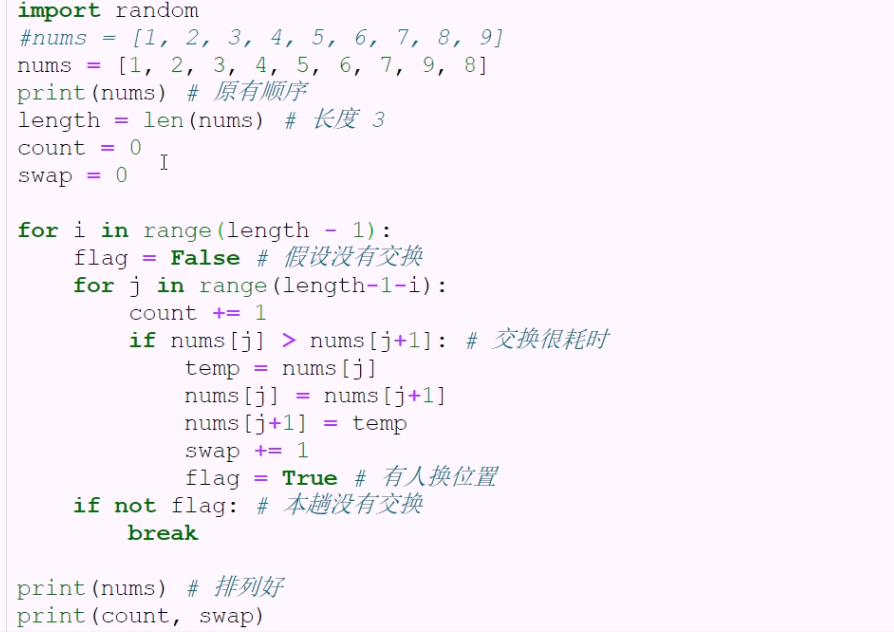 import random
#nums = [1, 2, 3, 4, 5, 6, 7, 8, 9]
nums = [1, 2, 3, 4, 5, 6, 7, 9, 8]
print(nums) # 原有顺序
length = len(nums) # 长度 3
count = 0
swap = 0

for i in range(length - 1):
    flag = False # 假设没有交换
    for j in range(length-1-i):
        count += 1
        if nums[j] > nums[j+1]: # 交换很耗时
            temp = nums[j]
            nums[j] = nums[j+1]
            nums[j+1] = temp
            swap += 1
            flag = True # 有人换位置
    if not flag: # 本趟没有交换
        break

print(nums) # 排列好
print(count, swap)